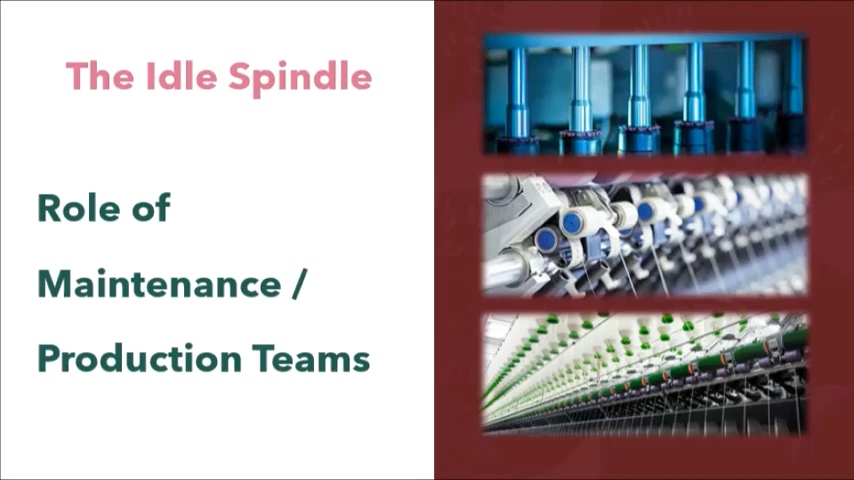 The Idle Spindle
Role of
Maintenance /
Production Teams